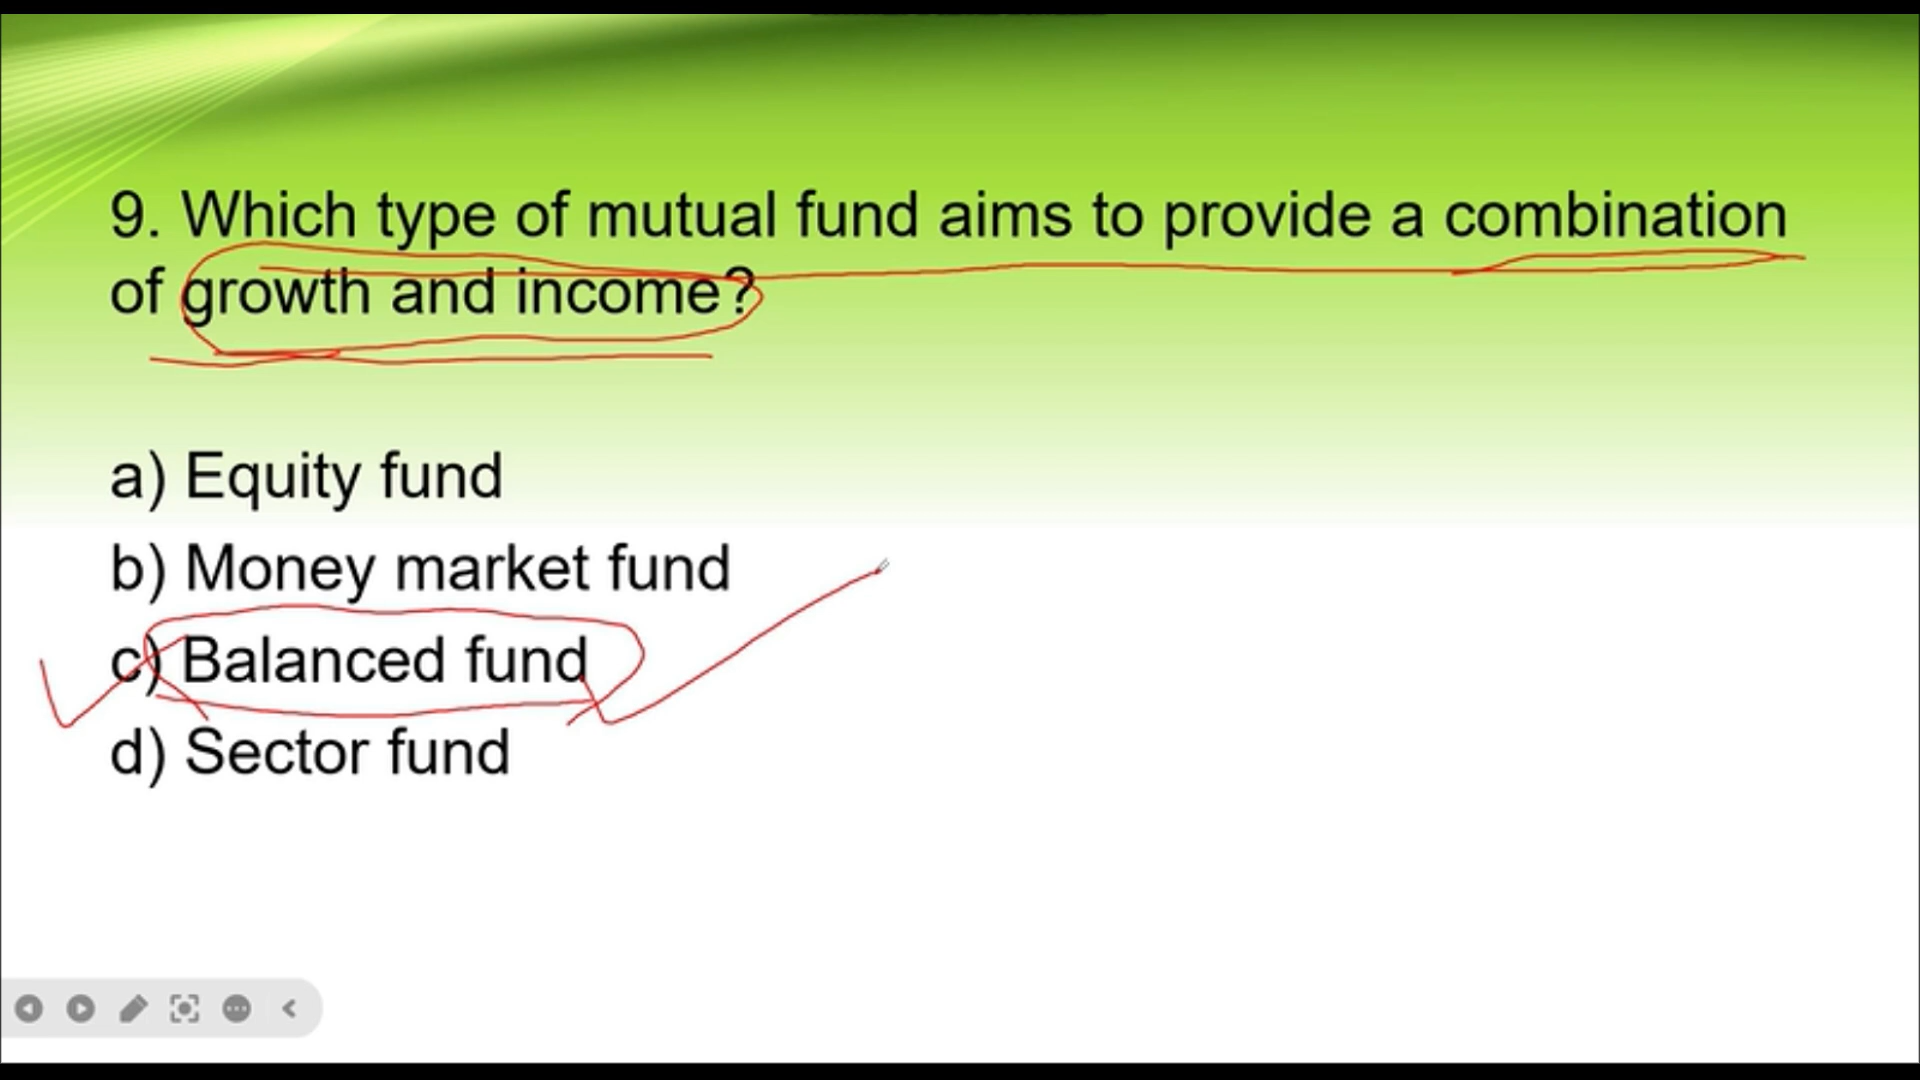 9. Which type of mutual fund aims to provide a combination
of growth and income?
a) Equity fund
b) Money market fund
c) Balanced fund
d) Sector fund